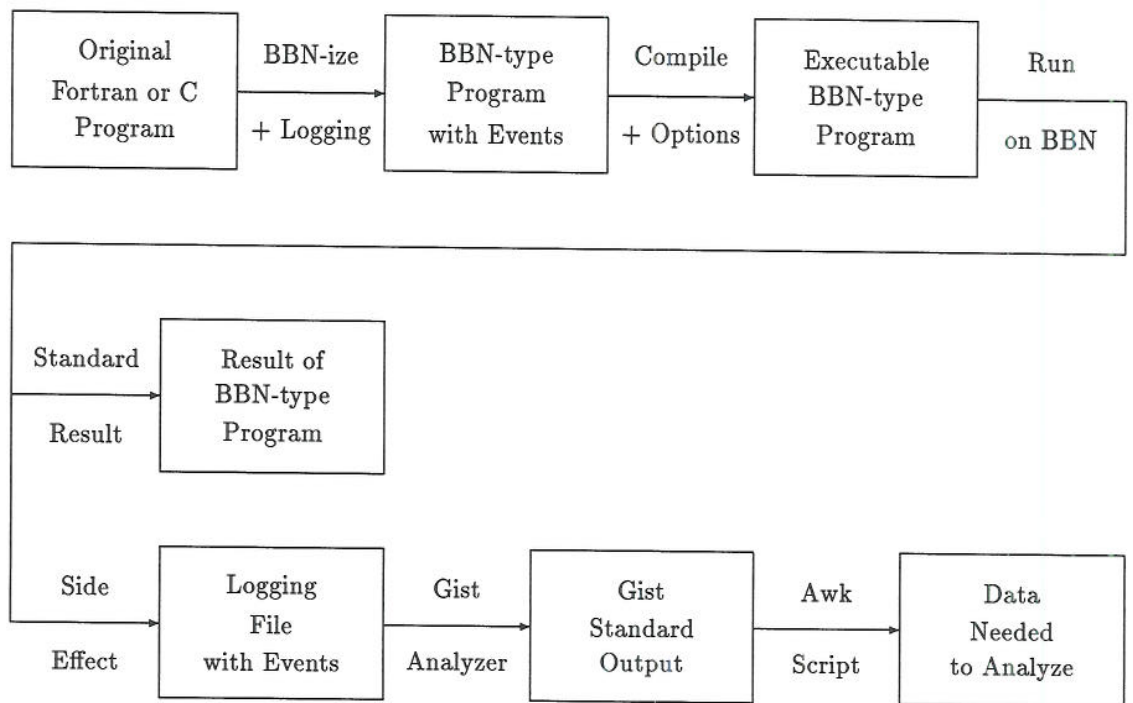 Original
Fortran or C
Program
BBN-ize
+ Logging
BBN-type
Program
with Events
Compile
+ Options
Executable
BBN-type
Program
Run
on BBN
Standard
Result
Result of
BBN-type
Program
Side
Effect
Logging
File
with Events
Gist
Analyzer
Gist
Standard
Output
Awk
Script
Data
Needed
to Analyze